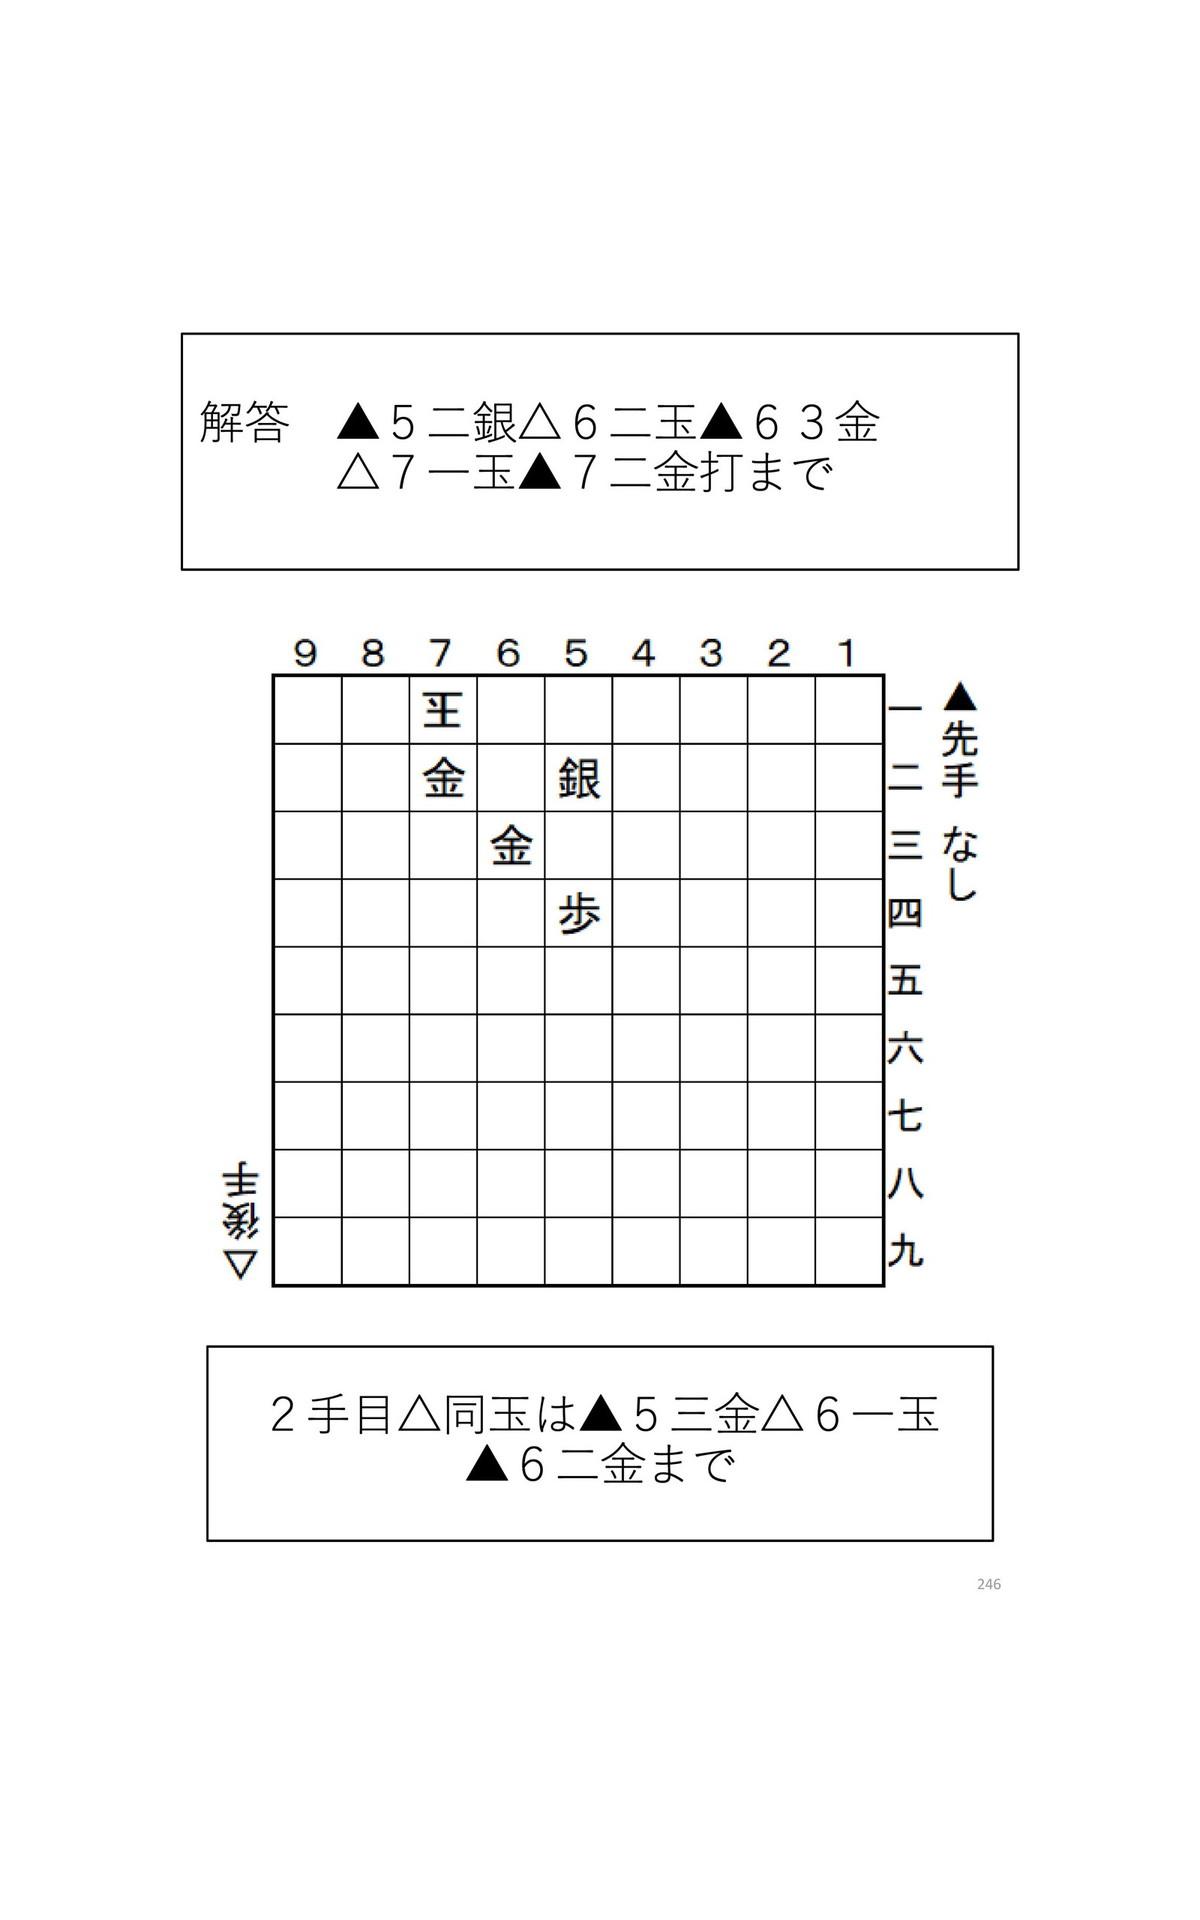 解答　▲５二銀△６二玉▲６３金
△７一玉▲７二金打まで
9 8 7 6 5 4 3 2 1
王 一
金 銀 二
金 三
歩 四
五
六
七
八
九
▲先手 なし
△後手
２手目△同玉は▲５三金△６一玉
▲６二金まで
246